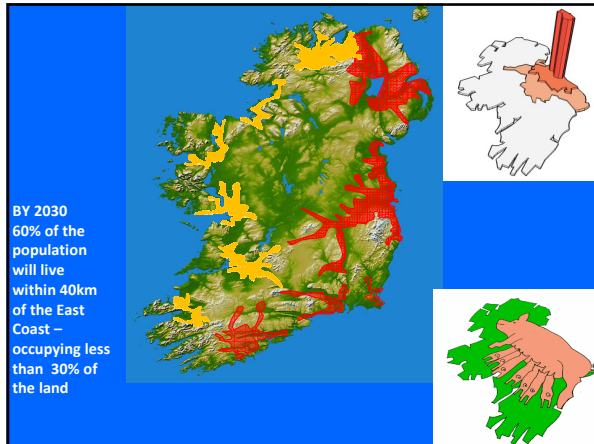 BY 2030
60% of the
population
will live
within 40km
of the East
Coast –
occupying less
than 30% of
the land